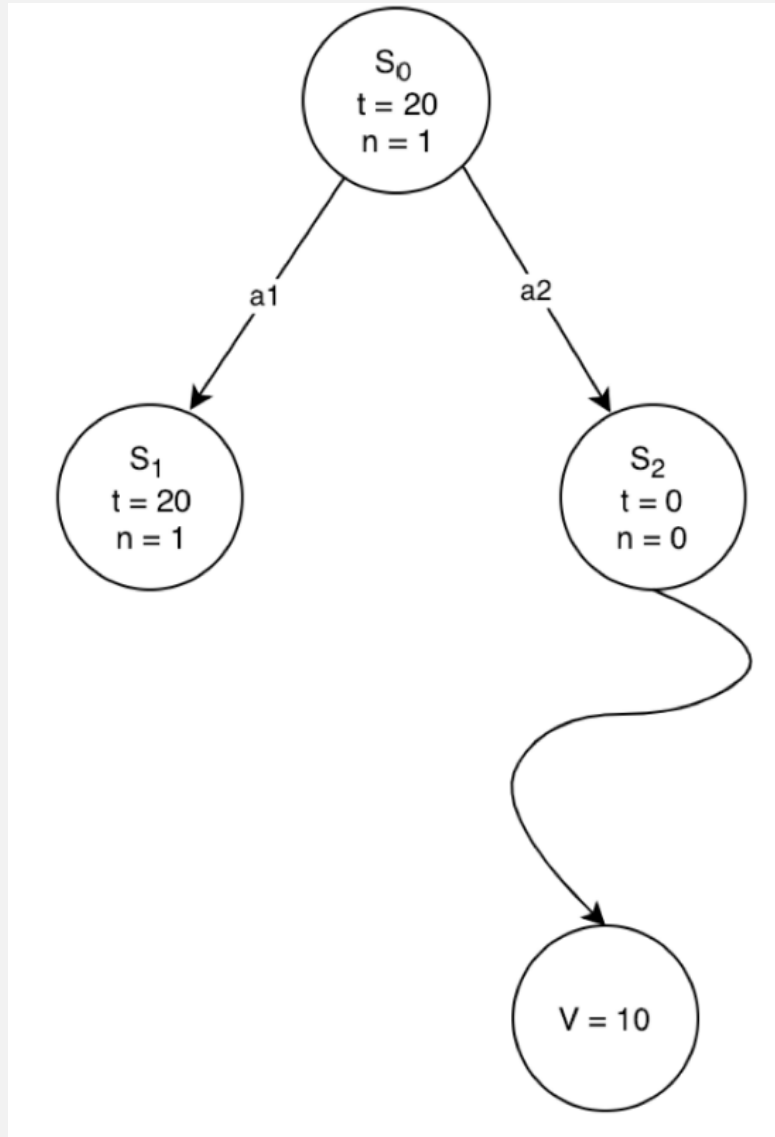 S₀
t = 20
n = 1
a1
a2
S₁
t = 20
n = 1
S₂
t = 0
n = 0
V = 10